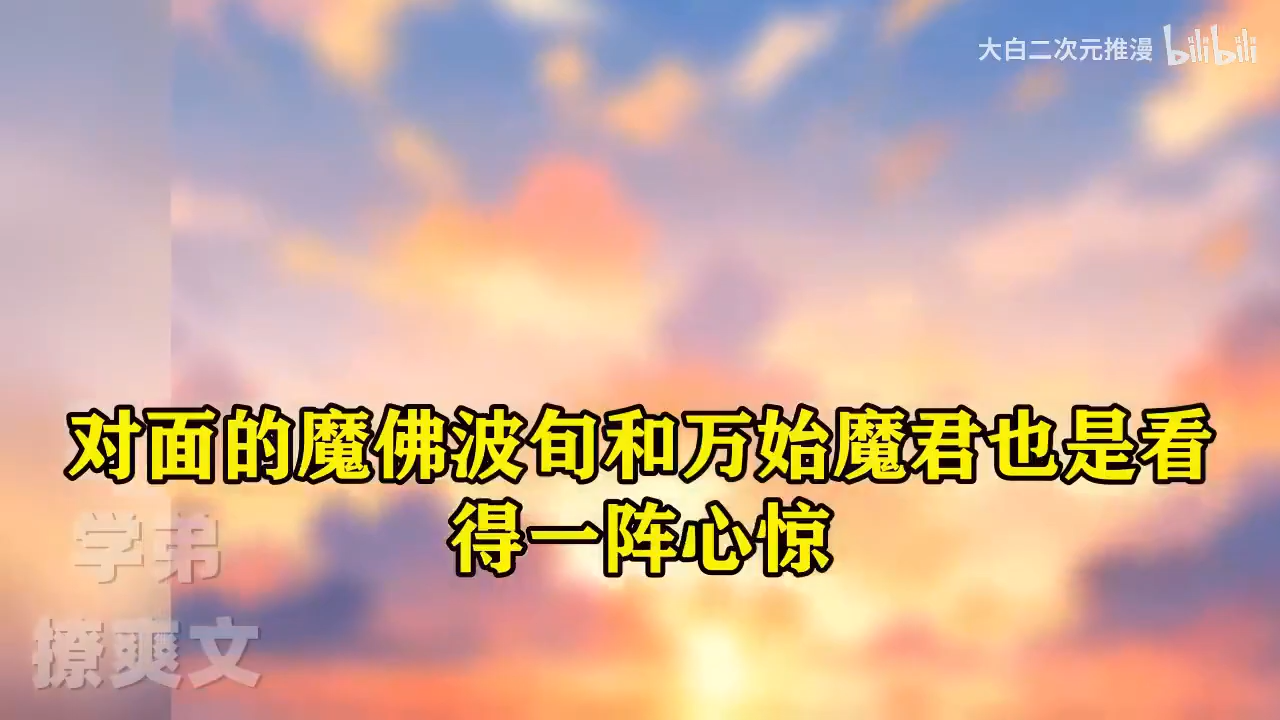 大白二次元推漫 bilibili
对面的魔佛波旬和万始魔君也是看
得一阵心惊
学弟
撩爽文